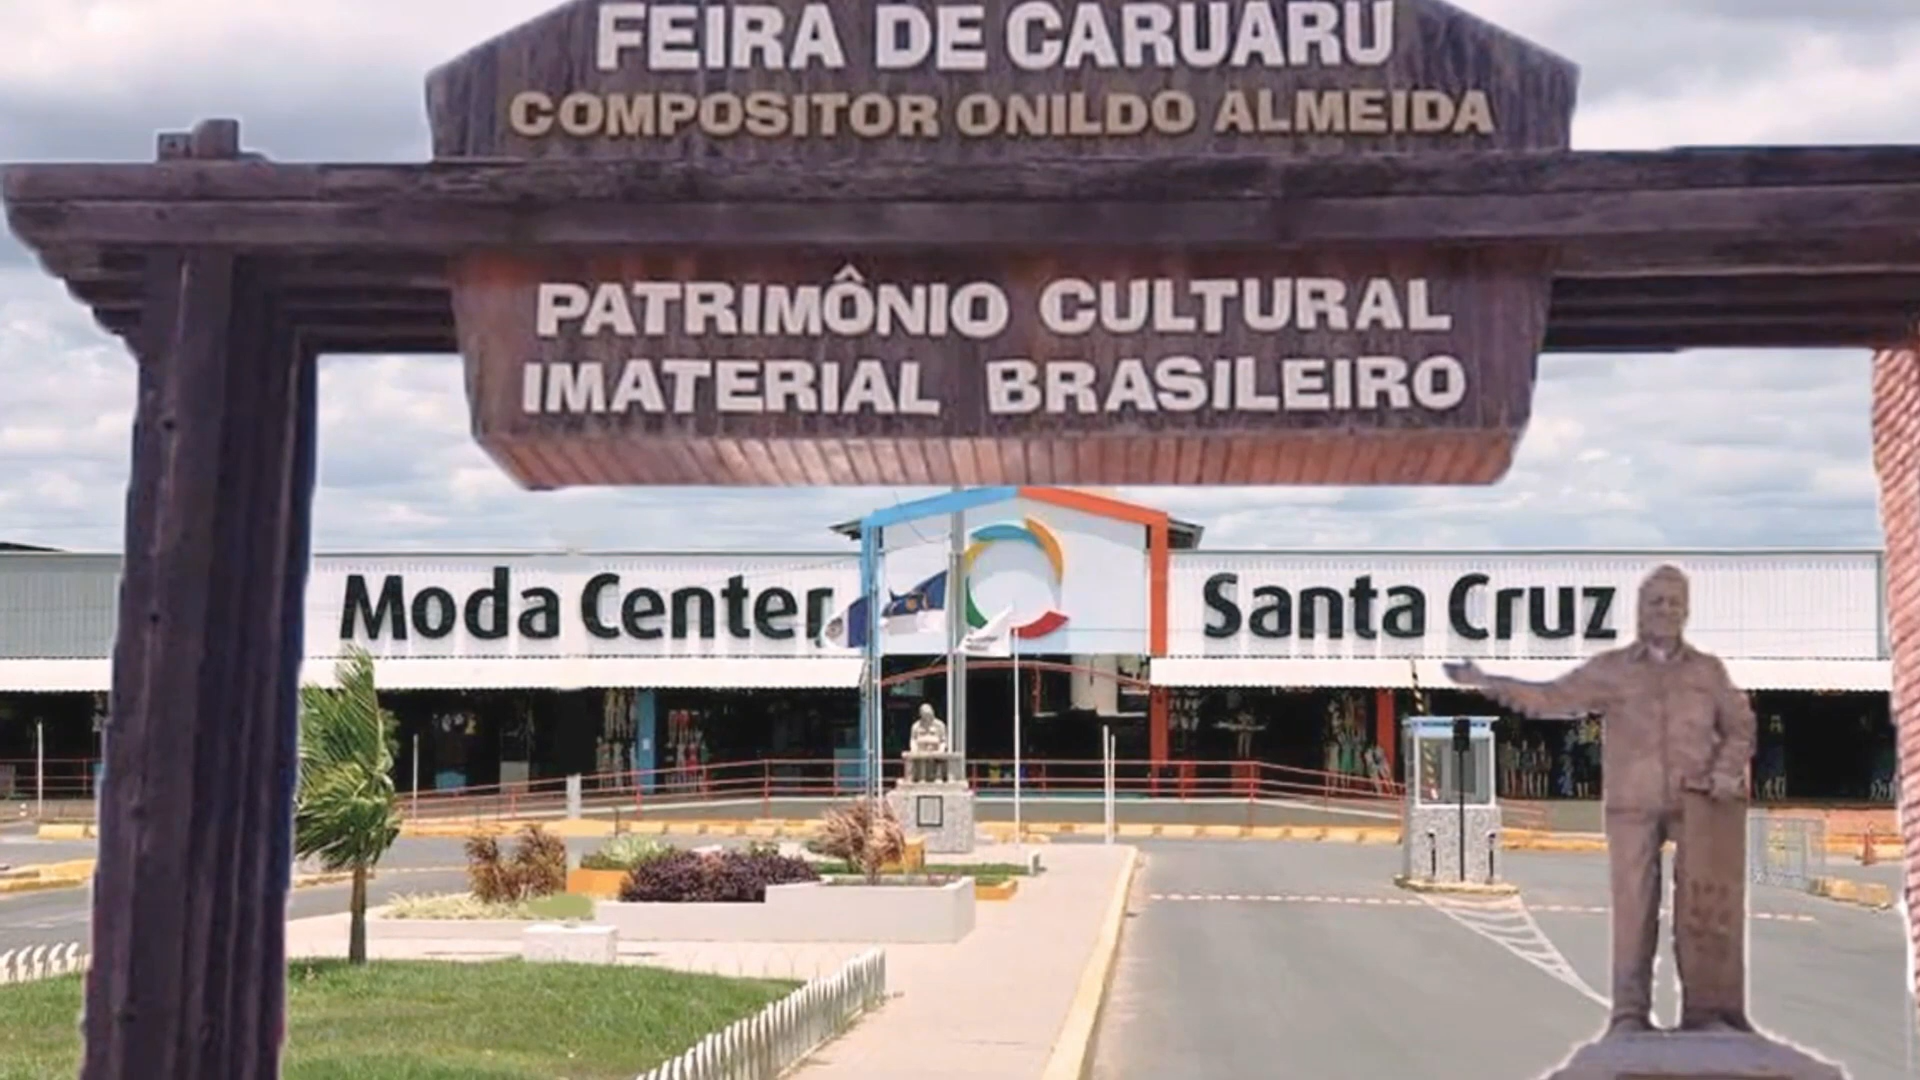 FEIRA DE CARUARU
COMPOSITOR ONILDO ALMEIDA
PATRIMÔNIO CULTURAL
IMATERIAL BRASILEIRO
Moda Center Santa Cruz